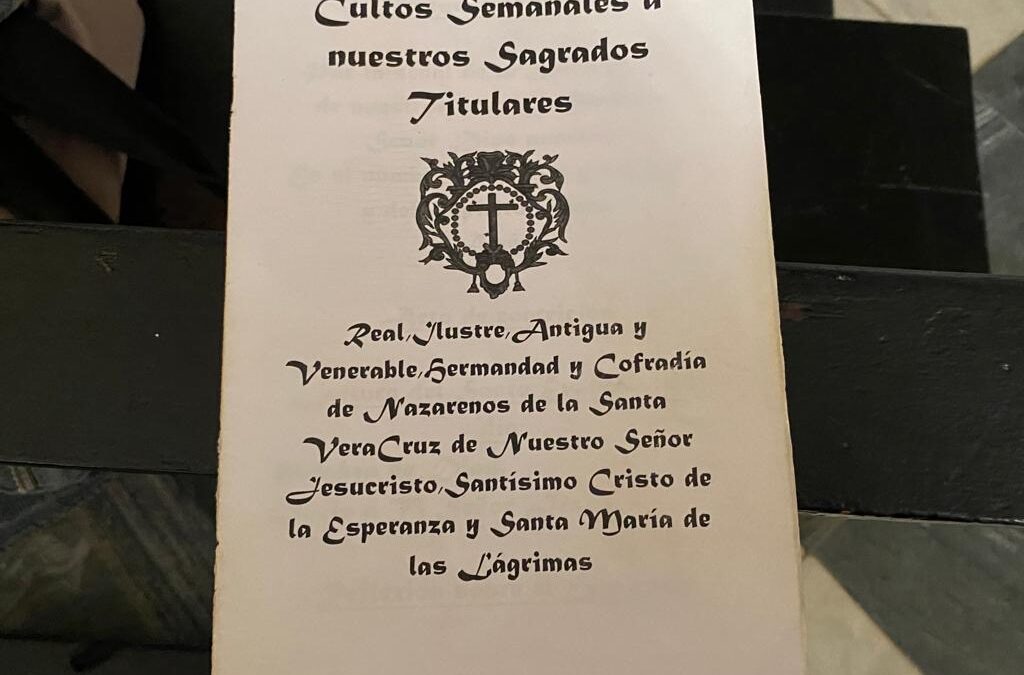 Cultos Semanales a
nuestros Sagrados
Titulares
Real,Ilustre,Antigua y
Venerable,Hermandad y Cofradía
de Nazarenos de la Santa
VeraCruz de Nuestro Señor
Jesucristo,Santísimo Cristo de
la Esperanza y Santa María de
las Lágrimas